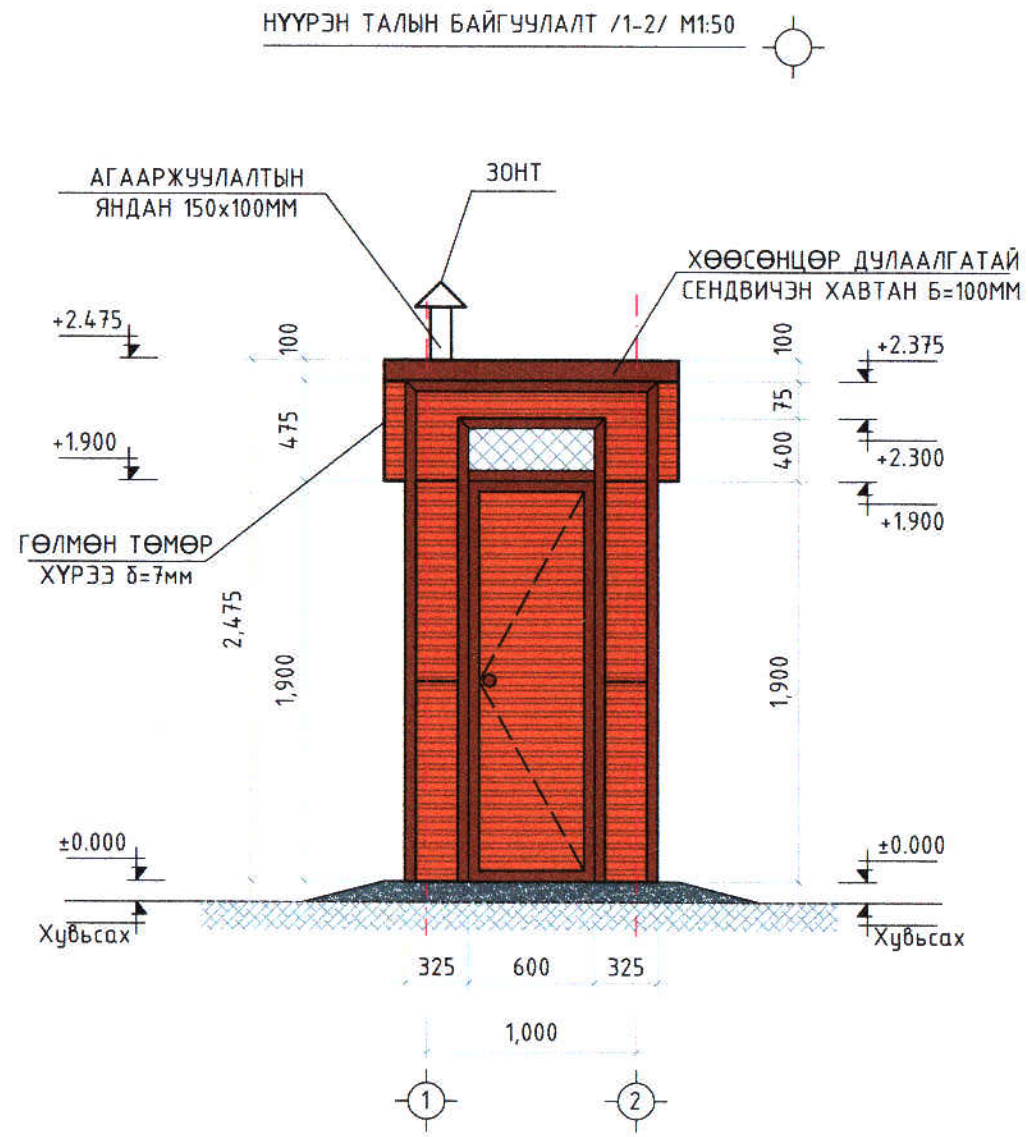 НҮҮРЭН ТАЛЫН БАЙГУУЛАЛТ /1-2/ М1:50
АГААРЖУУЛАЛТЫН
ЯНДАН 150x100ММ
ЗОНТ
ХӨӨСӨНЦӨР ДУЛААЛГАТАЙ
СЕНДВИЧЭН ХАВТАН Б=100ММ
+2.475
100
100
+2.375
75
475
400
+1.900
+2.300
+1.900
ГӨЛМӨН ТӨМӨР
ХҮРЭЭ δ=7мм
2,475
1,900
1,900
±0.000
±0.000
Хувьсах
Хувьсах
325
600
325
1,000
1
2